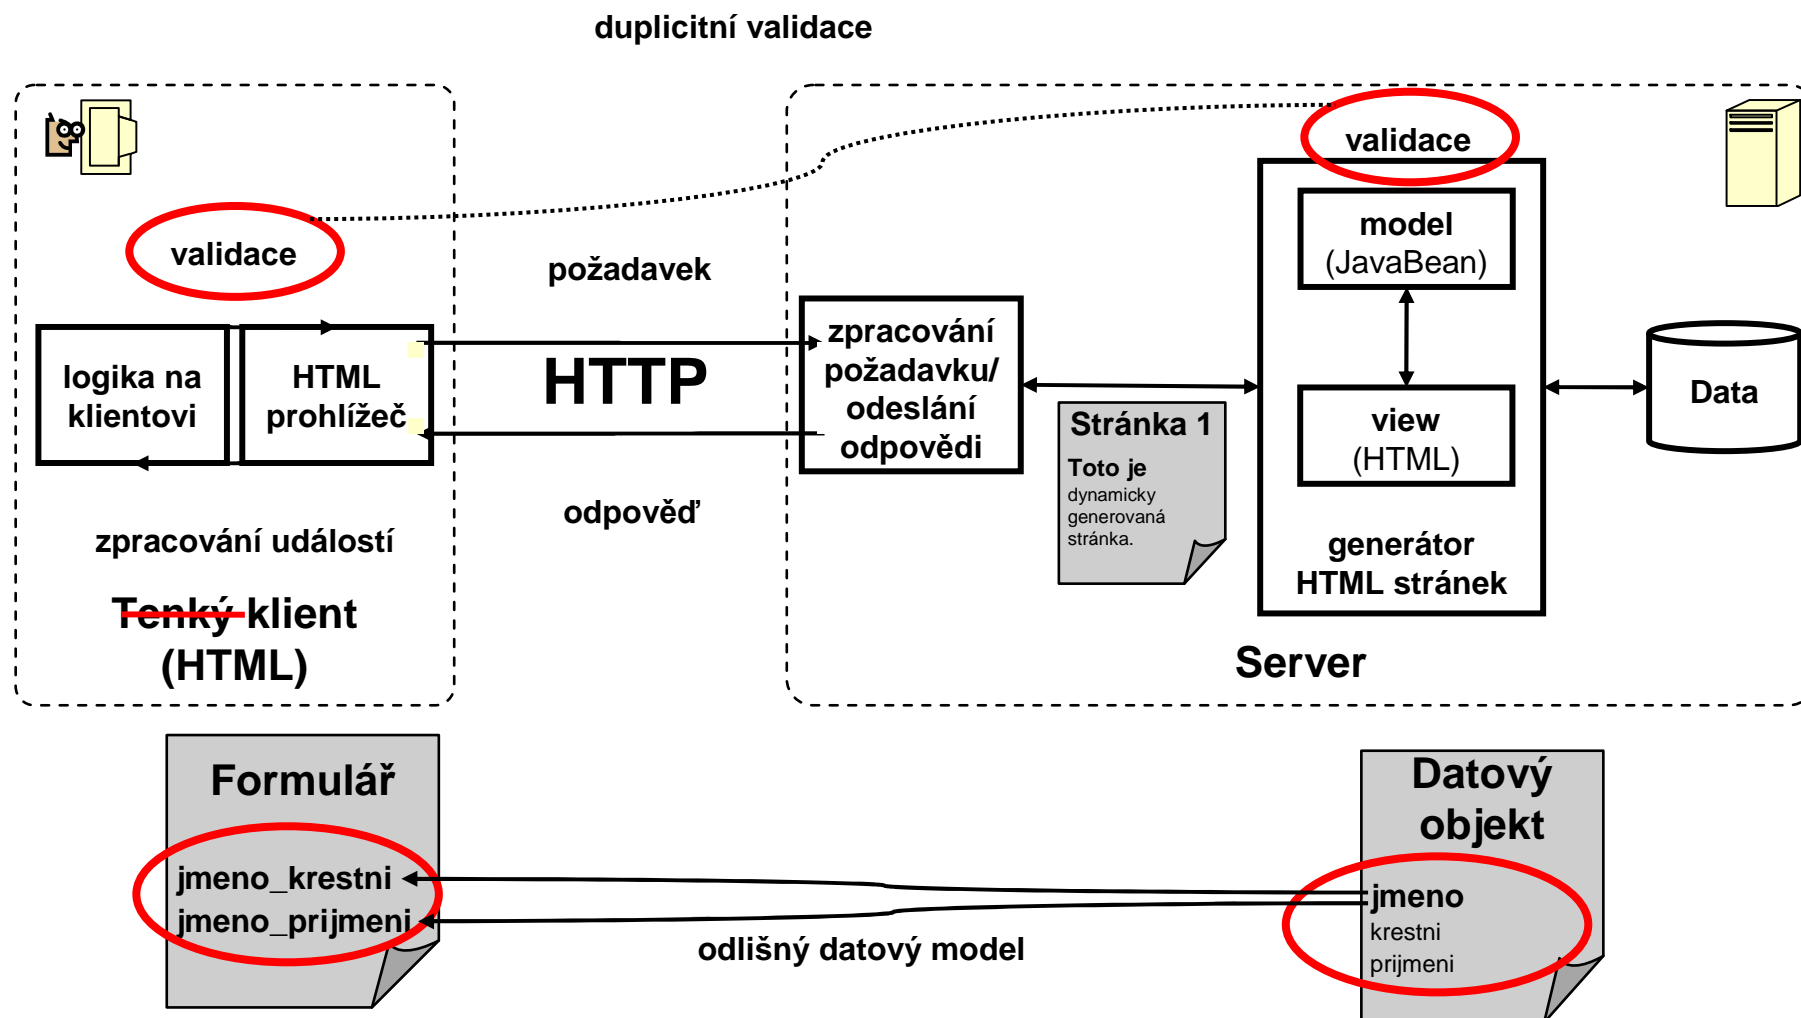 duplicitní validace
validace
validace
model
(JavaBean)
požadavek
logika na
klientovi
HTML
prohlížeč
HTTP
zpracování
požadavku/
odeslání
odpovědi
Stránka 1
Toto je
dynamicky
generovaná
stránka.
view
(HTML)
Data
odpověď
zpracování událostí
generátor
HTML stránek
Tenký klient
(HTML)
Server
Formulář
jmeno_krestni
jmeno_prijmeni
odlišný datový model
Datový
objekt
jmeno
krestni
prijmeni